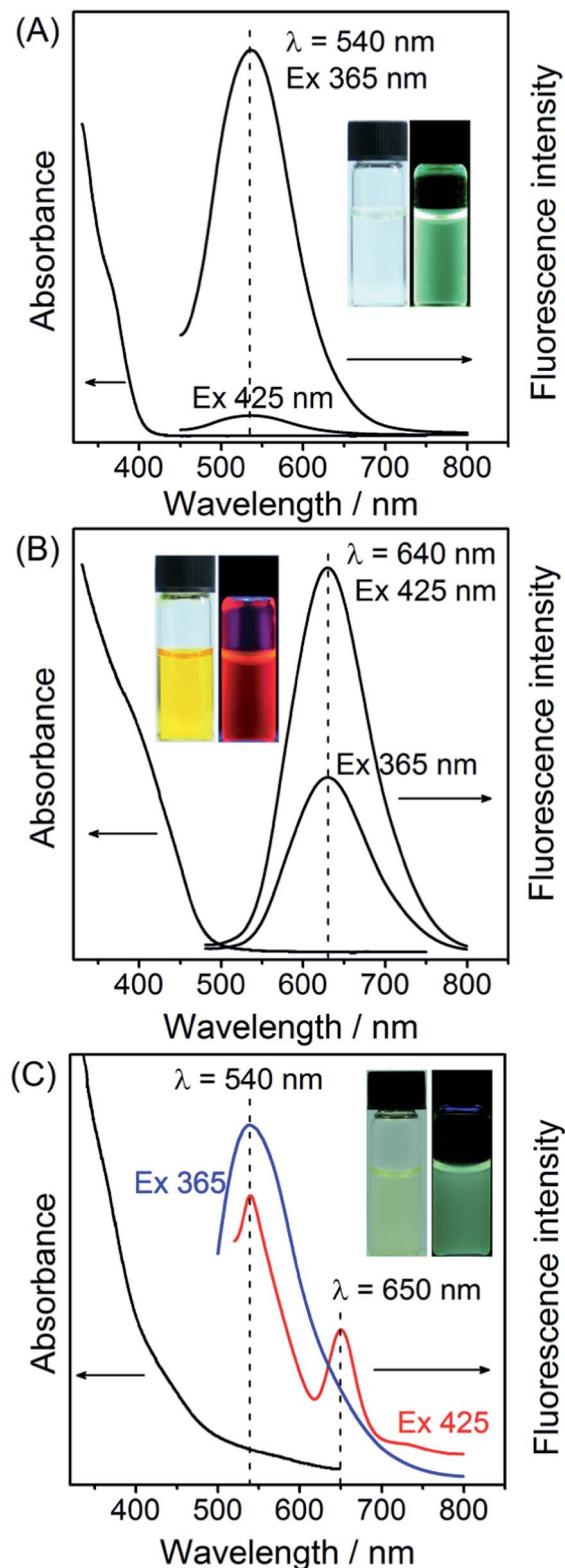 (A)
λ = 540 nm
Ex 365 nm
Absorbance
Fluorescence intensity
Ex 425 nm
400 500 600 700 800
Wavelength / nm
(B)
λ = 640 nm
Ex 425 nm
Absorbance
Fluorescence intensity
Ex 365 nm
400 500 600 700 800
Wavelength / nm
(C)
λ = 540 nm
Ex 365
Absorbance
Fluorescence intensity
λ = 650 nm
Ex 425
400 500 600 700 800
Wavelength / nm